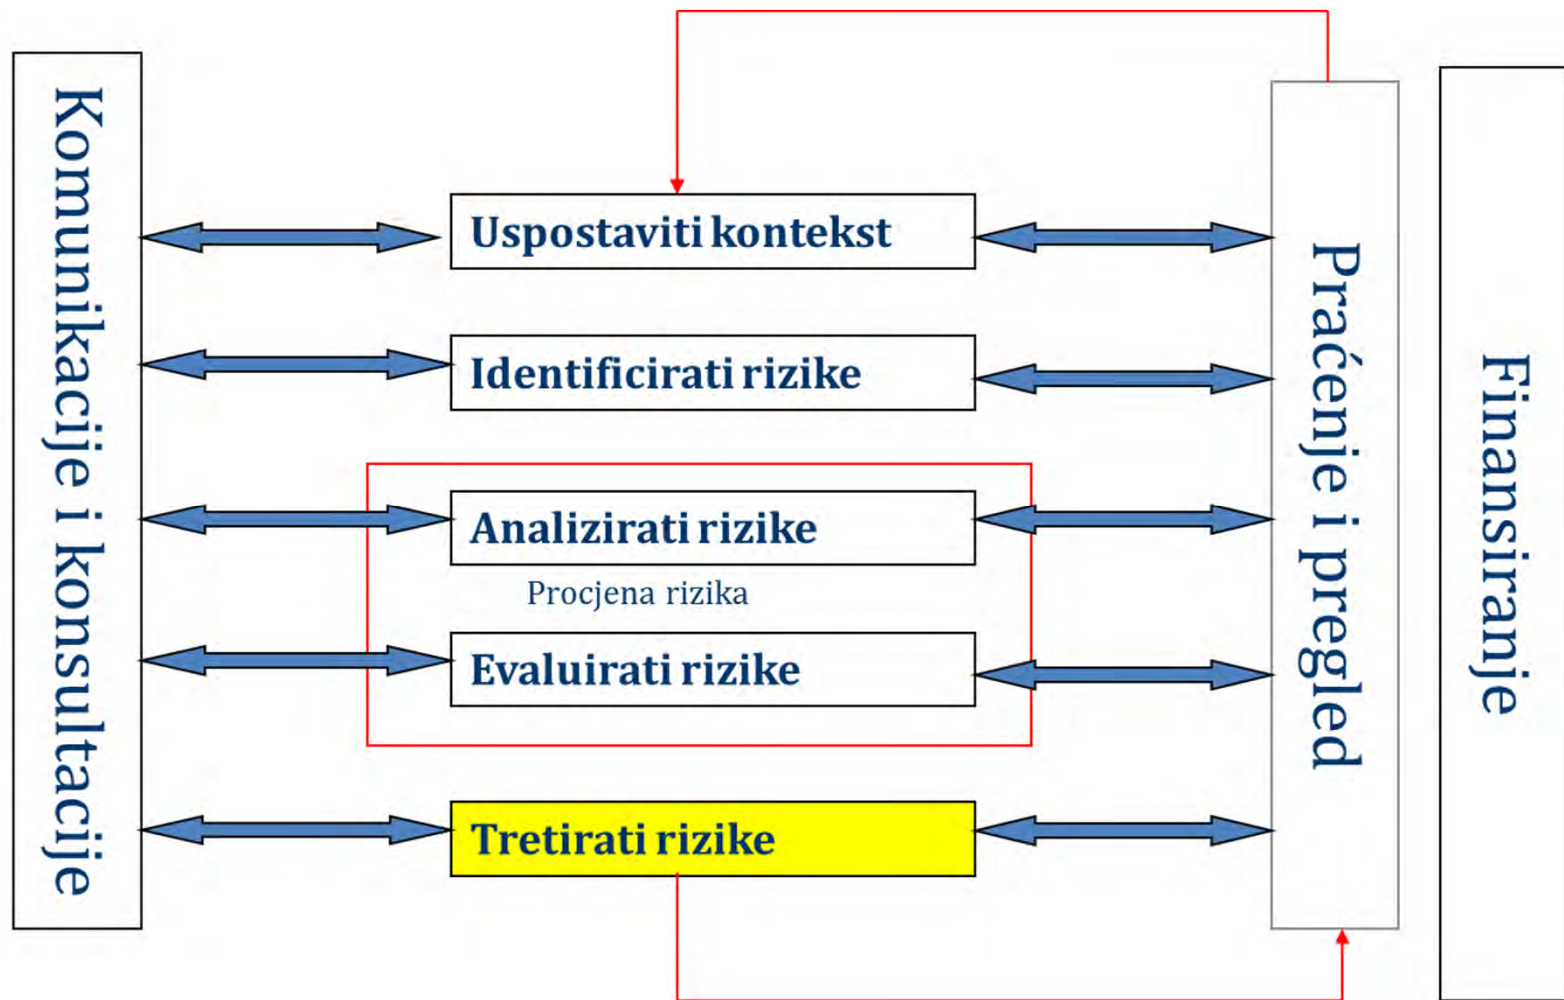 Komunikacije i konsultacije
Uspostaviti kontekst
Identificirati rizike
Analizirati rizike
Procjena rizika
Evaluirati rizike
Tretirati rizike
Praćenje i pregled
Finansiranje